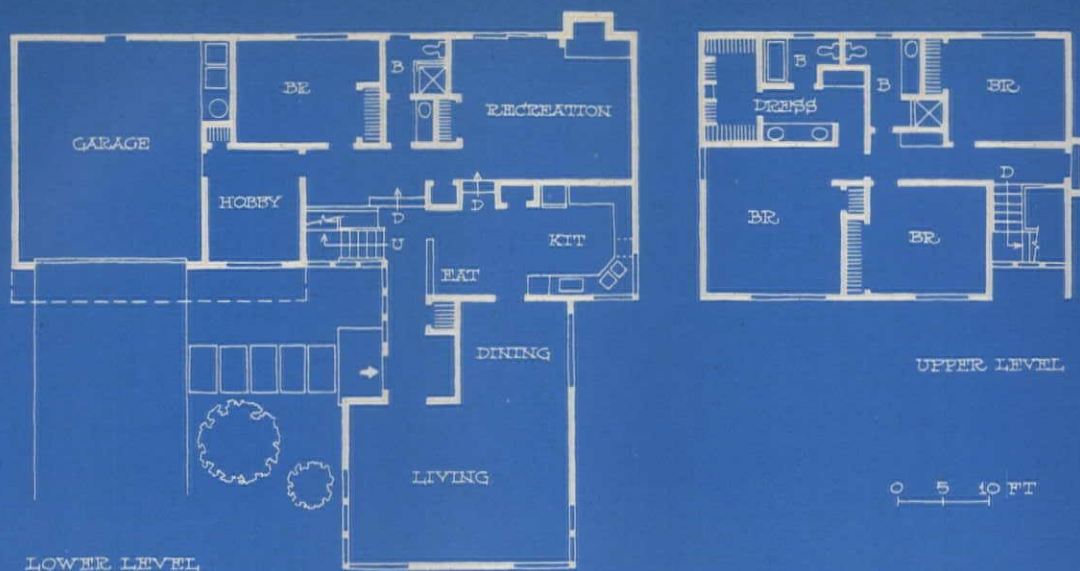 GARAGE
BR
B
RECREATION
HOBBY
D
D
U
KIT
EAT
DINING
LIVING
LOWER LEVEL
B
B
DRESS
BR
D
BR
BR
UPPER LEVEL
0 5 10 FT